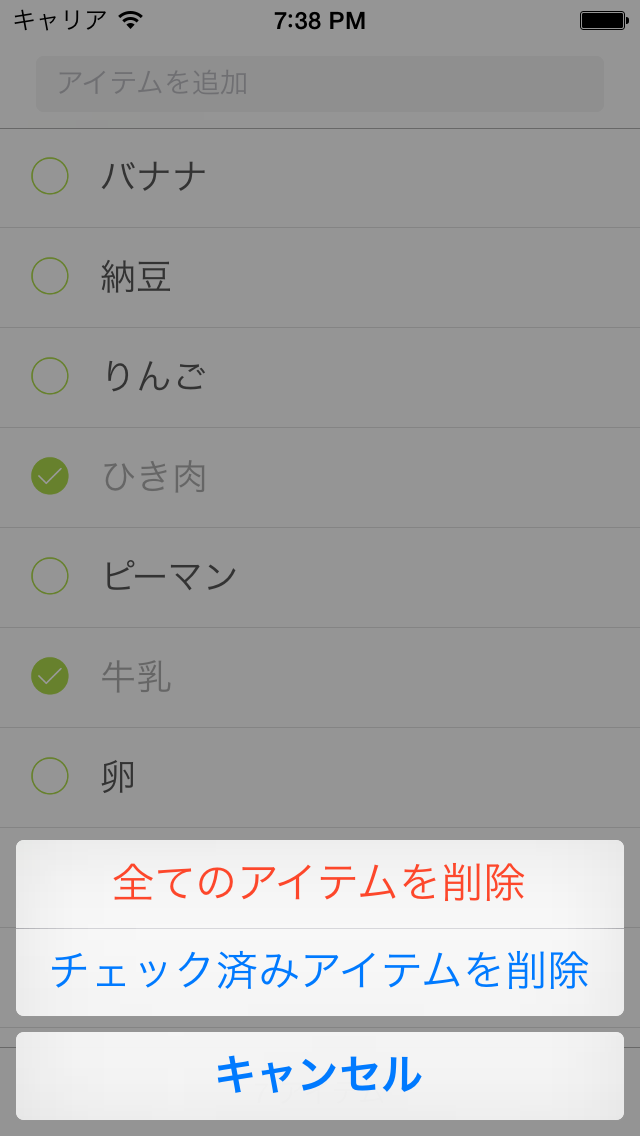 キャリア 7:38 PM
アイテムを追加
バナナ
納豆
りんご
ひき肉
ピーマン
牛乳
卵
全てのアイテムを削除
チェック済みアイテムを削除
キャンセル